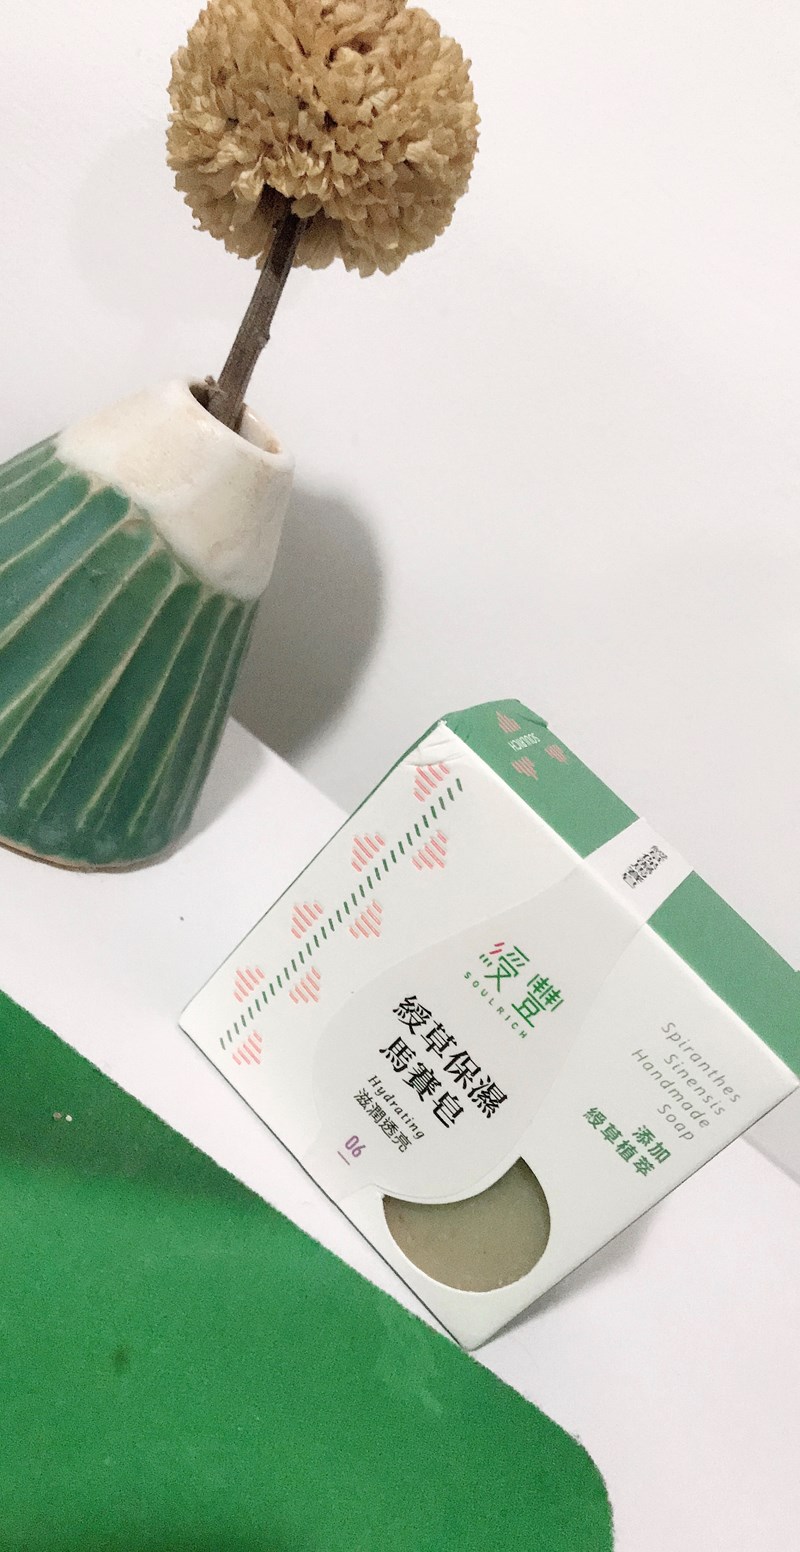 SOULRICH
綬豐
SOULRICH
綬草保濕
馬賽皂
Hydrating
滋潤透亮
06
Spiranthes
Sinensis
Handmade
Soap
添加
綬草植萃